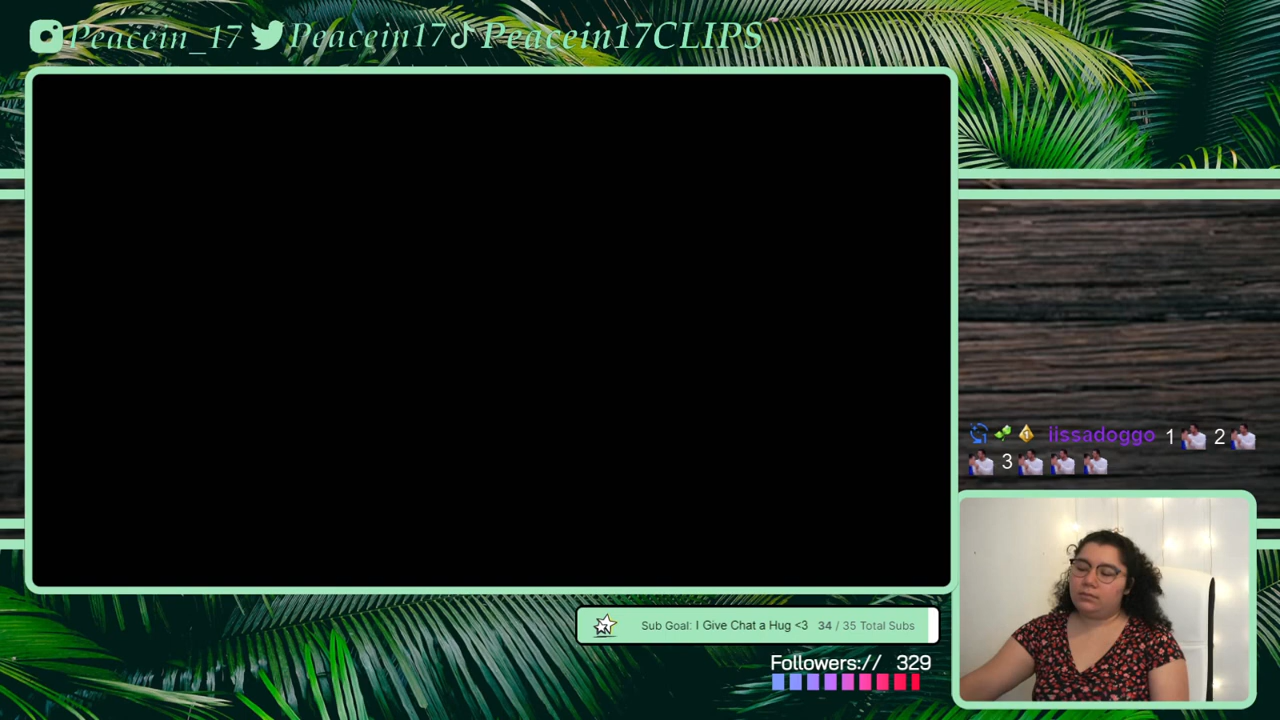 Peacein_17 Peacein17 Peacein17CLIPS
iissadoggo 1 2
3
Sub Goal: I Give Chat a Hug <3 34 / 35 Total Subs
Followers:// 329